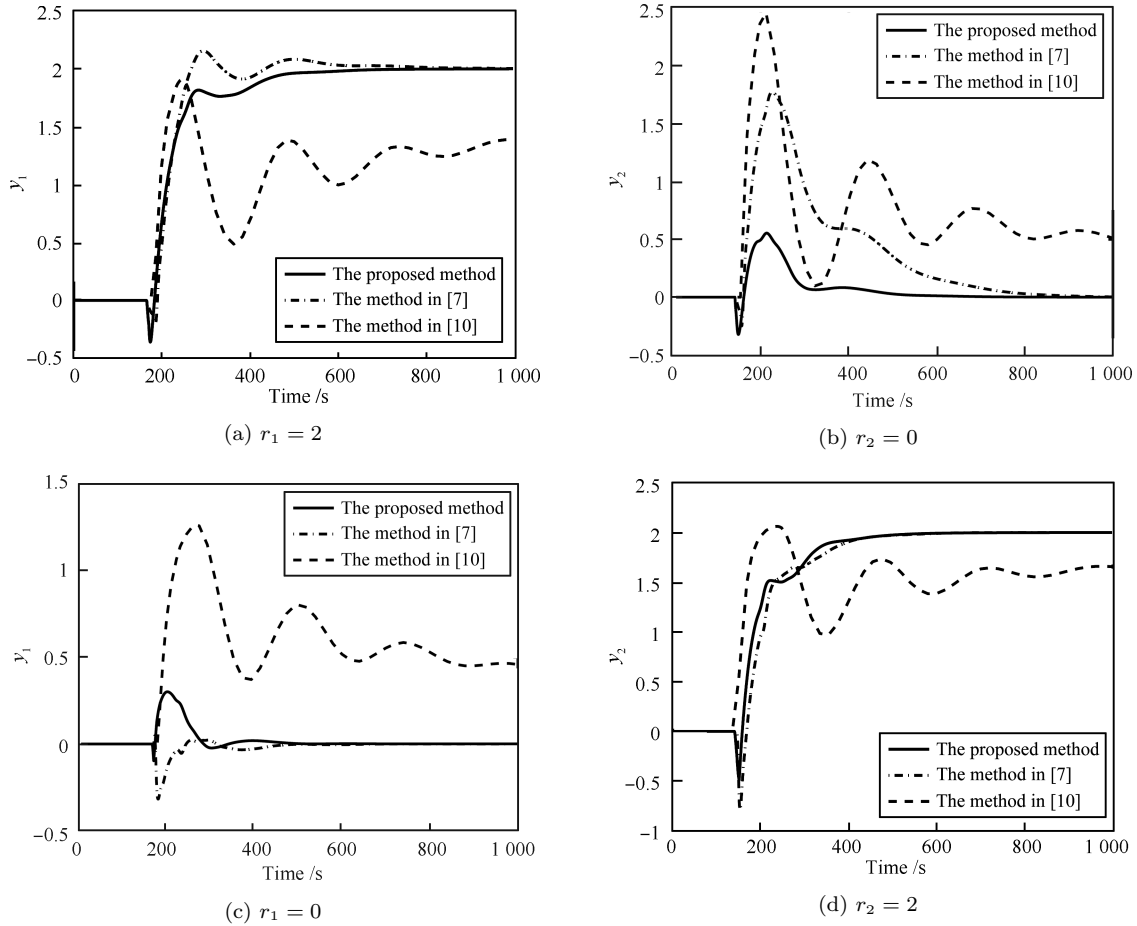 2.5
2
1.5
1
0.5
0
−0.5
y1
The proposed method
The method in [7]
The method in [10]
0 200 400 600 800 1 000
Time /s
(a) r1 = 2
2.5
2
1.5
1
0.5
0
−0.5
y2
The proposed method
The method in [7]
The method in [10]
0 200 400 600 800 1 000
Time /s
(b) r2 = 0
1.5
1
0.5
0
−0.5
y1
The proposed method
The method in [7]
The method in [10]
0 200 400 600 800 1 000
Time /s
(c) r1 = 0
2.5
2
1.5
1
0.5
0
−0.5
−1
y2
The proposed method
The method in [7]
The method in [10]
0 200 400 600 800 1 000
Time /s
(d) r2 = 2